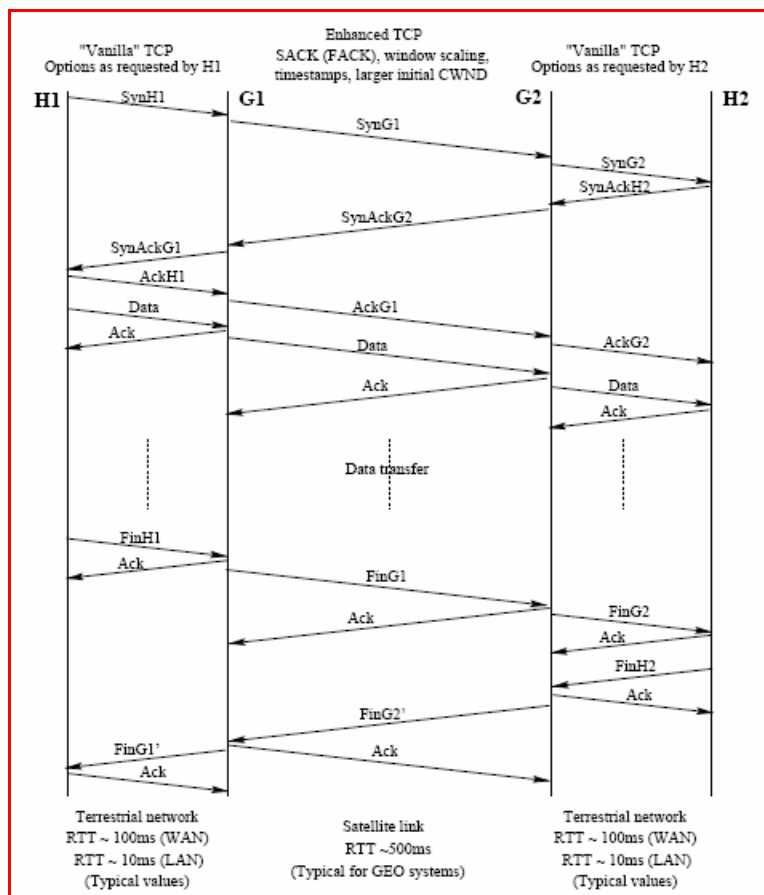 "Vanilla" TCP
Options as requested by H1
Enhanced TCP
SACK (FACK), window scaling,
timestamps, larger initial CWND
"Vanilla" TCP
Options as requested by H2
H1
G1
G2
H2
SynH1
SynG1
SynG2
SynAckH2
SynAckG2
SynAckG1
AckH1
Data
AckG1
Ack
AckG2
Data
Ack
Data
Ack
Data transfer
FinH1
Ack
FinG1
FinG2
Ack
Ack
FinH2
Ack
FinG2'
FinG1'
Ack
Ack
Terrestrial network
RTT ~ 100ms (WAN)
RTT ~ 10ms (LAN)
(Typical values)
Satellite link
RTT ~500ms
(Typical for GEO systems)
Terrestrial network
RTT ~ 100ms (WAN)
RTT ~ 10ms (LAN)
(Typical values)